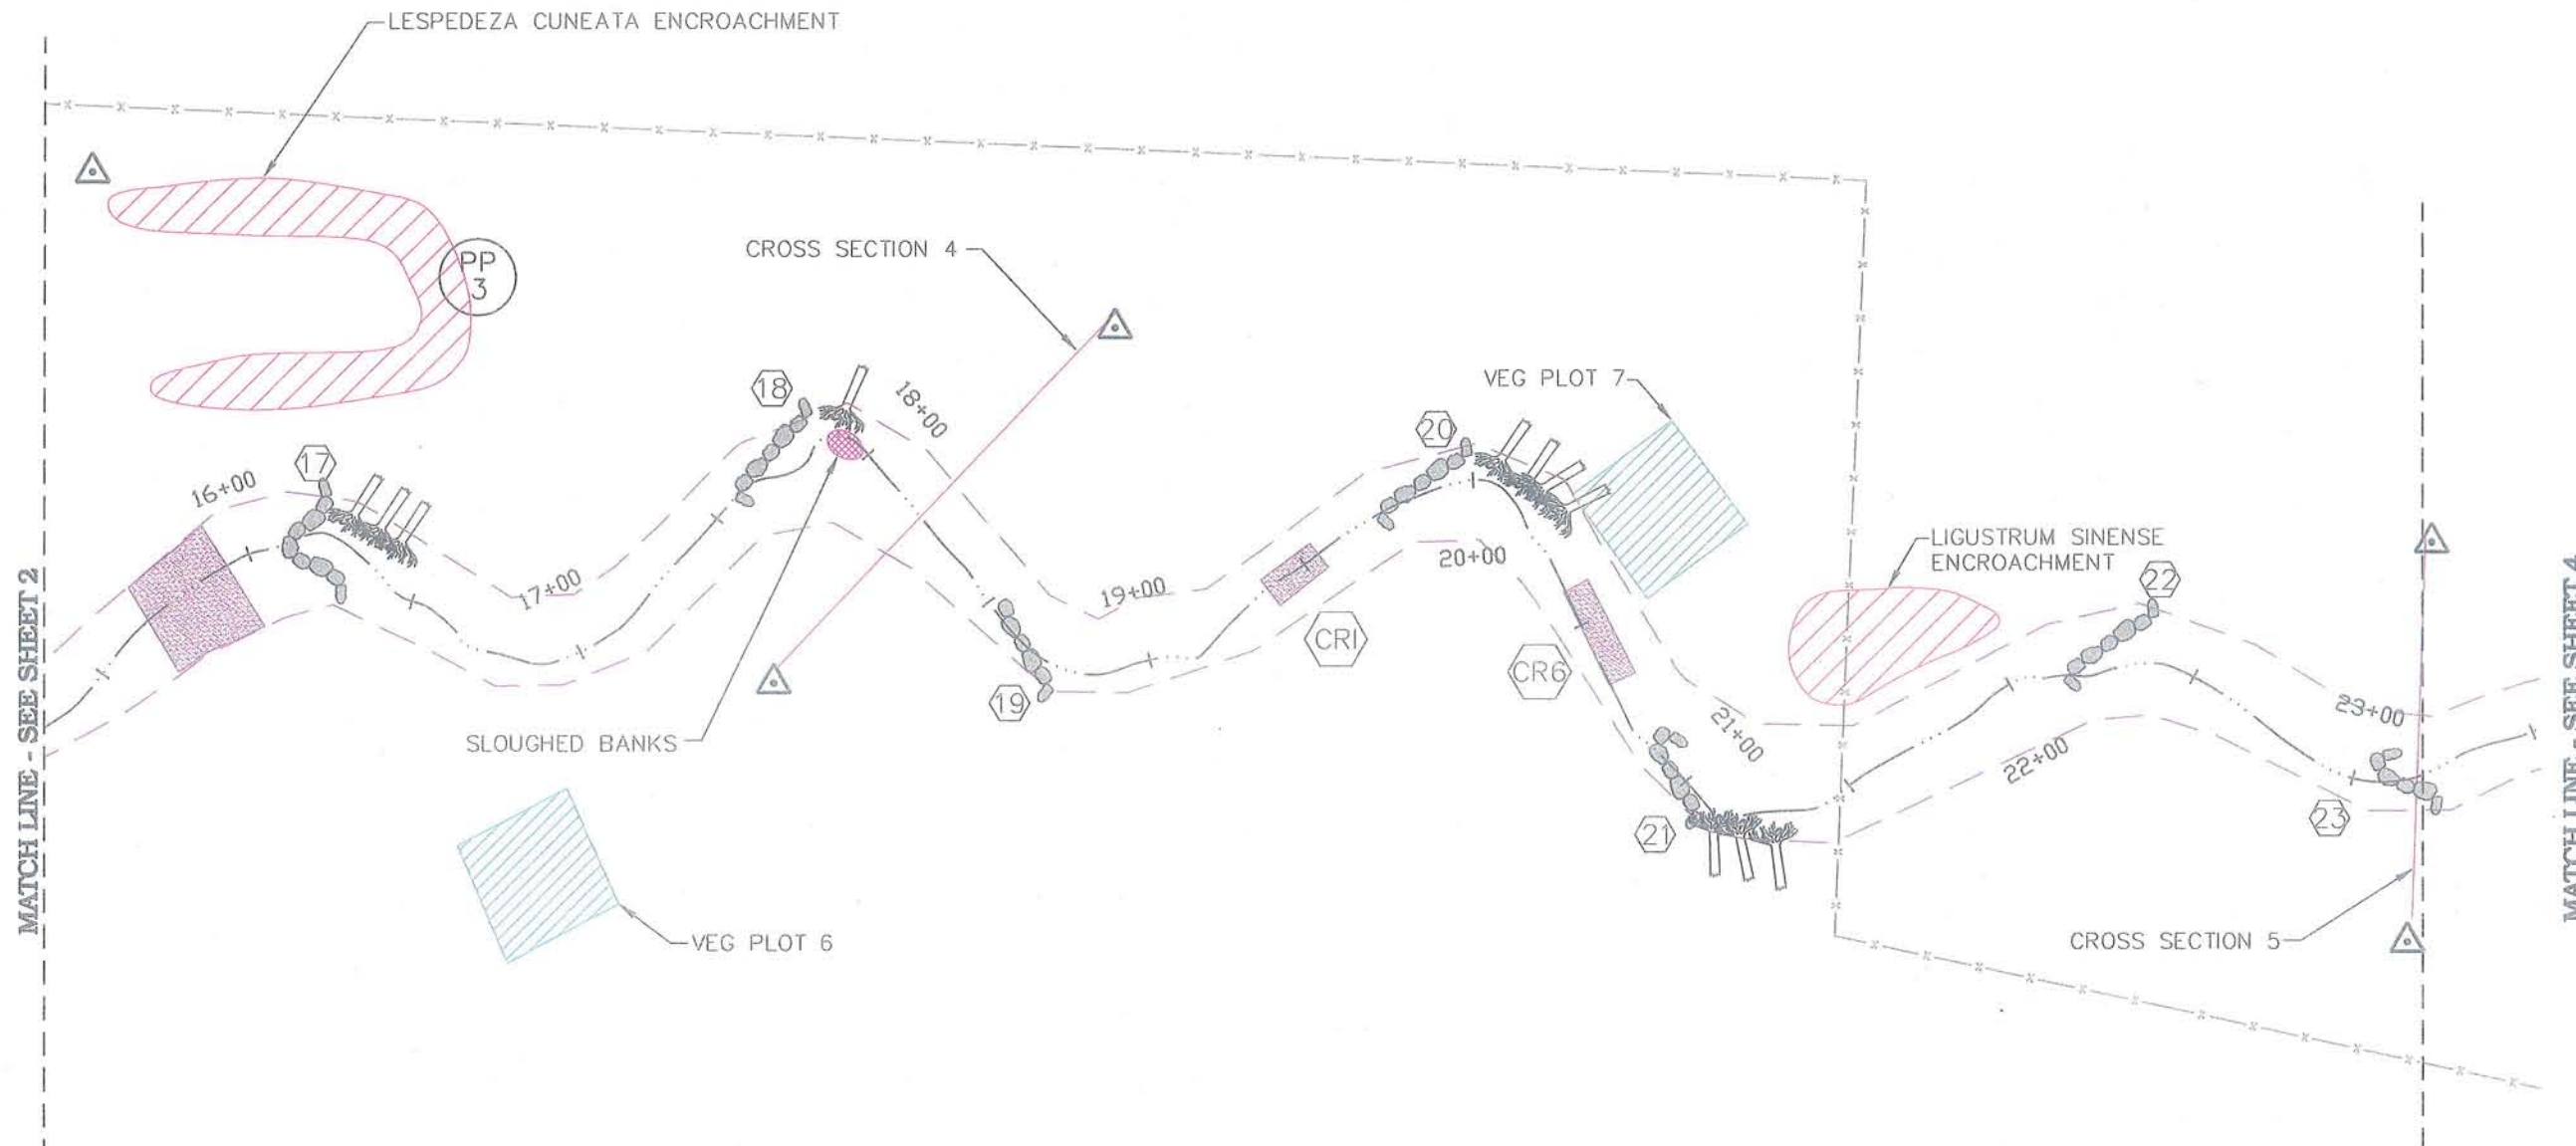 LESPEDEZA CUNEATA ENCROACHMENT
PP
3
CROSS SECTION 4
18
18+00
VEG PLOT 7
20
17
16+00
17+00
19+00
20+00
LIGUSTRUM SINENSE
ENCROACHMENT
22
CR1
CR6
19
SLOUGHED BANKS
21+00
23+00
22+00
21
23
VEG PLOT 6
CROSS SECTION 5
MATCH LINE - SEE SHEET 2
MATCH LINE - SEE SHEET 4